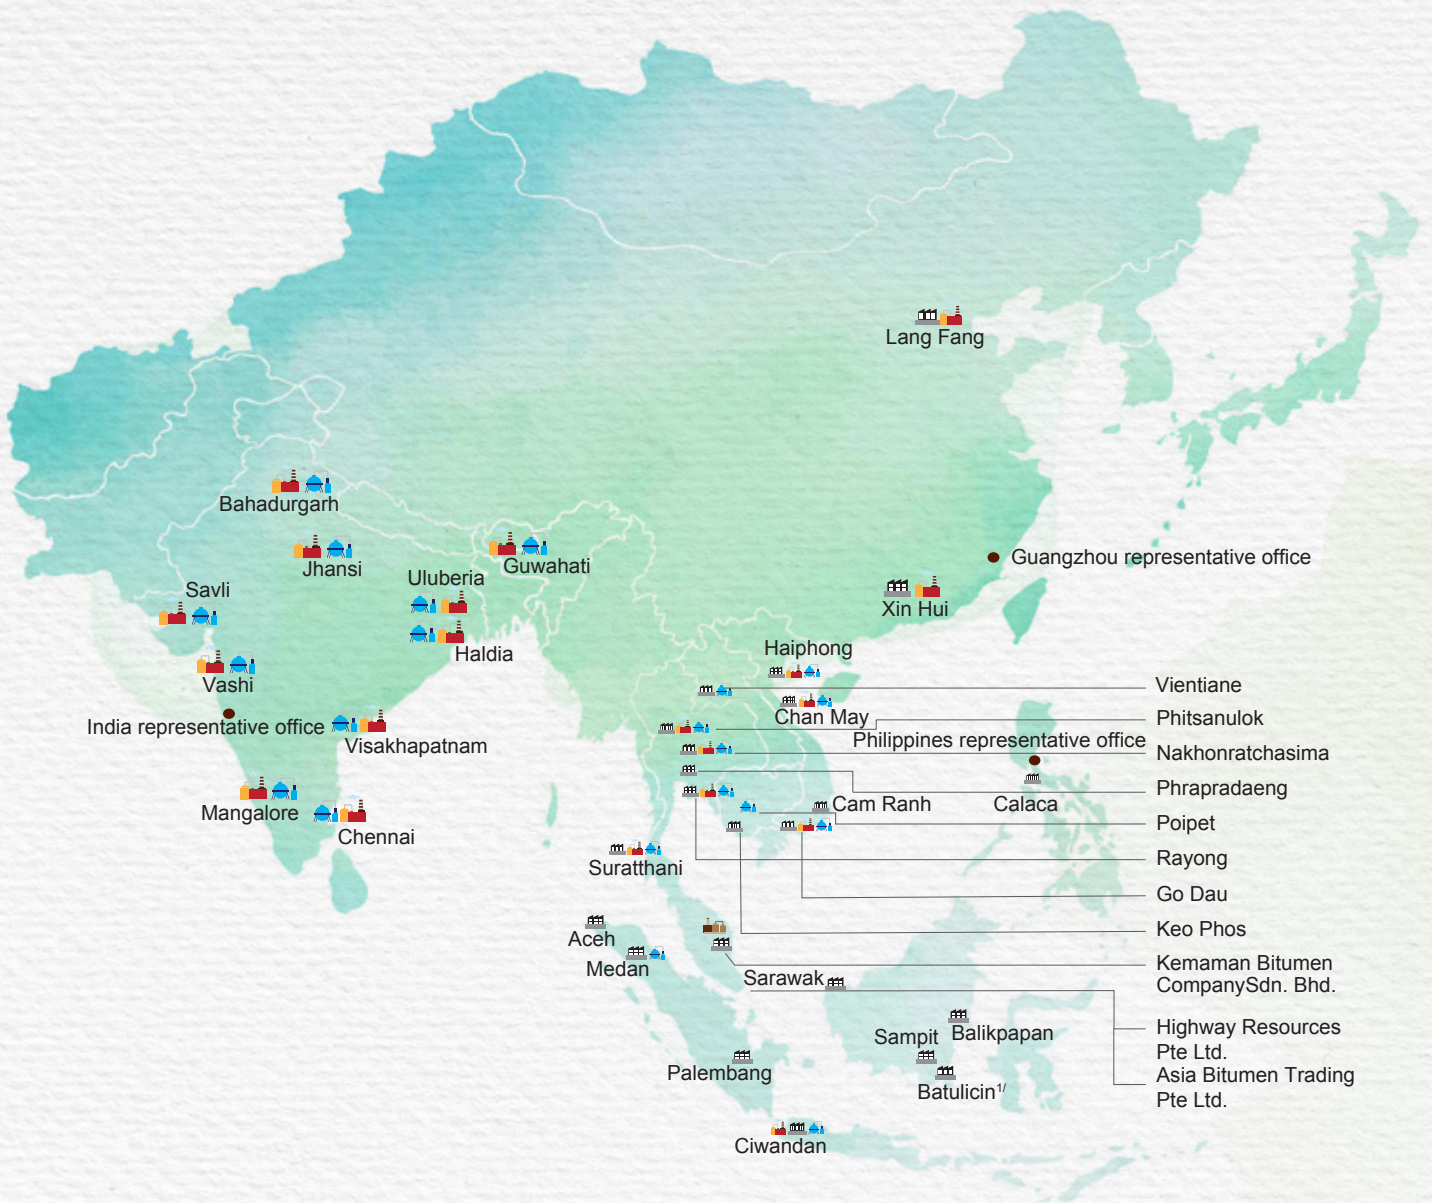 Lang Fang
Bahadurgarh
Jhansi
Guwahati
Uluberia
Savli
Haldia
Vashi
India representative office
Visakhapatnam
Mangalore
Chennai
Guangzhou representative office
Xin Hui
Haiphong
Chan May
Philippines representative office
Calaca
Cam Ranh
Suratthani
Vientiane
Phitsanulok
Nakhonratchasima
Phrapradaeng
Poipet
Rayong
Go Dau
Keo Phos
Kemaman Bitumen
CompanySdn. Bhd.
Highway Resources
Pte Ltd.
Asia Bitumen Trading
Pte Ltd.
Aceh
Medan
Sarawak
Sampit
Balikpapan
Palembang
Batulicin1/
Ciwandan